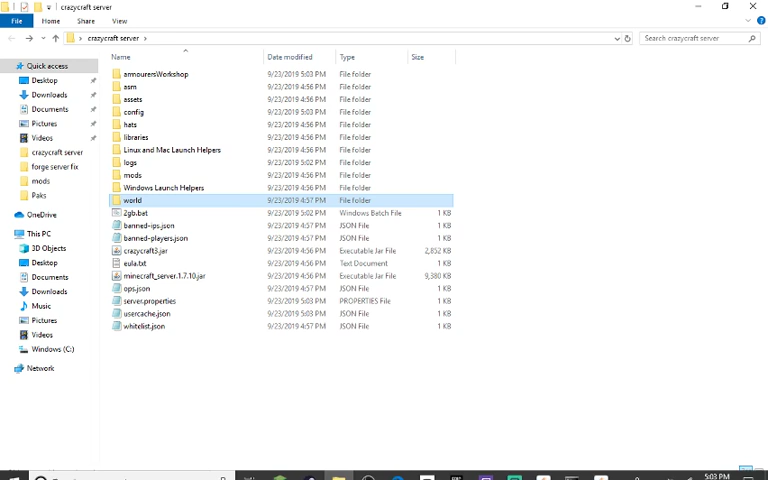 crazycraft server
File Home Share View
crazycraft server
Search crazycraft server
Name Date modified Type Size
Quick access
Desktop
Downloads
Documents
Pictures
Videos
crazycraft server
forge server fix
mods
Paks
OneDrive
This PC
3D Objects
Desktop
Documents
Downloads
Music
Pictures
Videos
Windows (C:)
Network
armourersWorkshop 9/23/2019 5:03 PM File folder
asm 9/23/2019 4:56 PM File folder
assets 9/23/2019 4:56 PM File folder
config 9/23/2019 5:03 PM File folder
hats 9/23/2019 4:56 PM File folder
libraries 9/23/2019 4:56 PM File folder
Linux and Mac Launch Helpers 9/23/2019 4:56 PM File folder
logs 9/23/2019 5:02 PM File folder
mods 9/23/2019 4:56 PM File folder
Windows Launch Helpers 9/23/2019 4:56 PM File folder
world 9/23/2019 4:57 PM File folder
2gb.bat 9/23/2019 5:02 PM Windows Batch File 1 KB
banned-ips.json 9/23/2019 4:57 PM JSON File 1 KB
banned-players.json 9/23/2019 4:57 PM JSON File 1 KB
crazycraft3.jar 9/23/2019 4:56 PM Executable Jar File 2,852 KB
eula.txt 9/23/2019 4:56 PM Text Document 1 KB
minecraft_server.1.7.10.jar 9/23/2019 4:56 PM Executable Jar File 9,380 KB
ops.json 9/23/2019 4:57 PM JSON File 1 KB
server.properties 9/23/2019 5:03 PM PROPERTIES File 1 KB
usercache.json 9/23/2019 5:03 PM JSON File 1 KB
whitelist.json 9/23/2019 4:57 PM JSON File 1 KB
5:03 PM